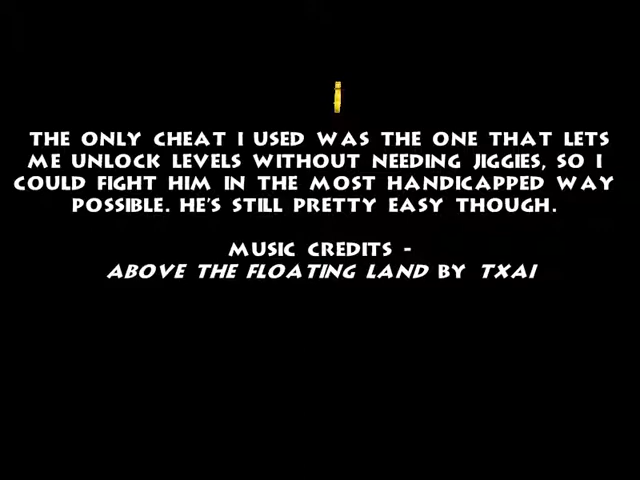 THE ONLY CHEAT I USED WAS THE ONE THAT LETS
ME UNLOCK LEVELS WITHOUT NEEDING JIGGIES, SO I
COULD FIGHT HIM IN THE MOST HANDICAPPED WAY
POSSIBLE. HE'S STILL PRETTY EASY THOUGH.
MUSIC CREDITS -
ABOVE THE FLOATING LAND BY TXAI